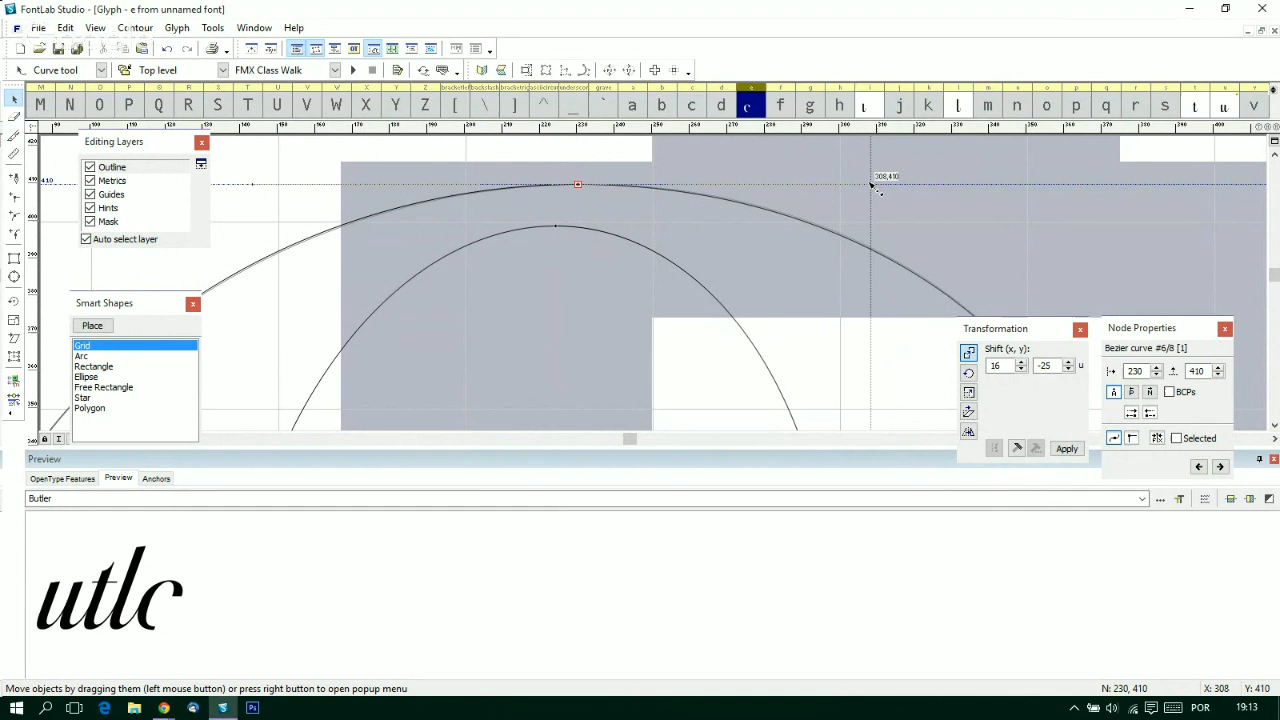 FontLab Studio - [Glyph - e from unnamed font]
File Edit View Contour Glyph Tools Window Help
Curve tool Top level FMX Class Walk
M N O P Q R S T U V W X Y Z [ \ ] ^ _ ` a b c d e f g h i j k l m n o p q r s t u v
410
308,410
Editing Layers
Outline
Metrics
Guides
Hints
Mask
Auto select layer
Smart Shapes
Place
Grid
Arc
Rectangle
Ellipse
Free Rectangle
Star
Polygon
Transformation
Shift (x, y):
16 -25 u
Apply
Node Properties
Bezier curve #6/8 [1]
230 410
BCPs
Selected
Preview
OpenType Features Preview Anchors
Butler
utlc
Move objects by dragging them (left mouse button) or press right button to open popup menu
N: 230, 410 X: 308 Y: 410
POR 19:13